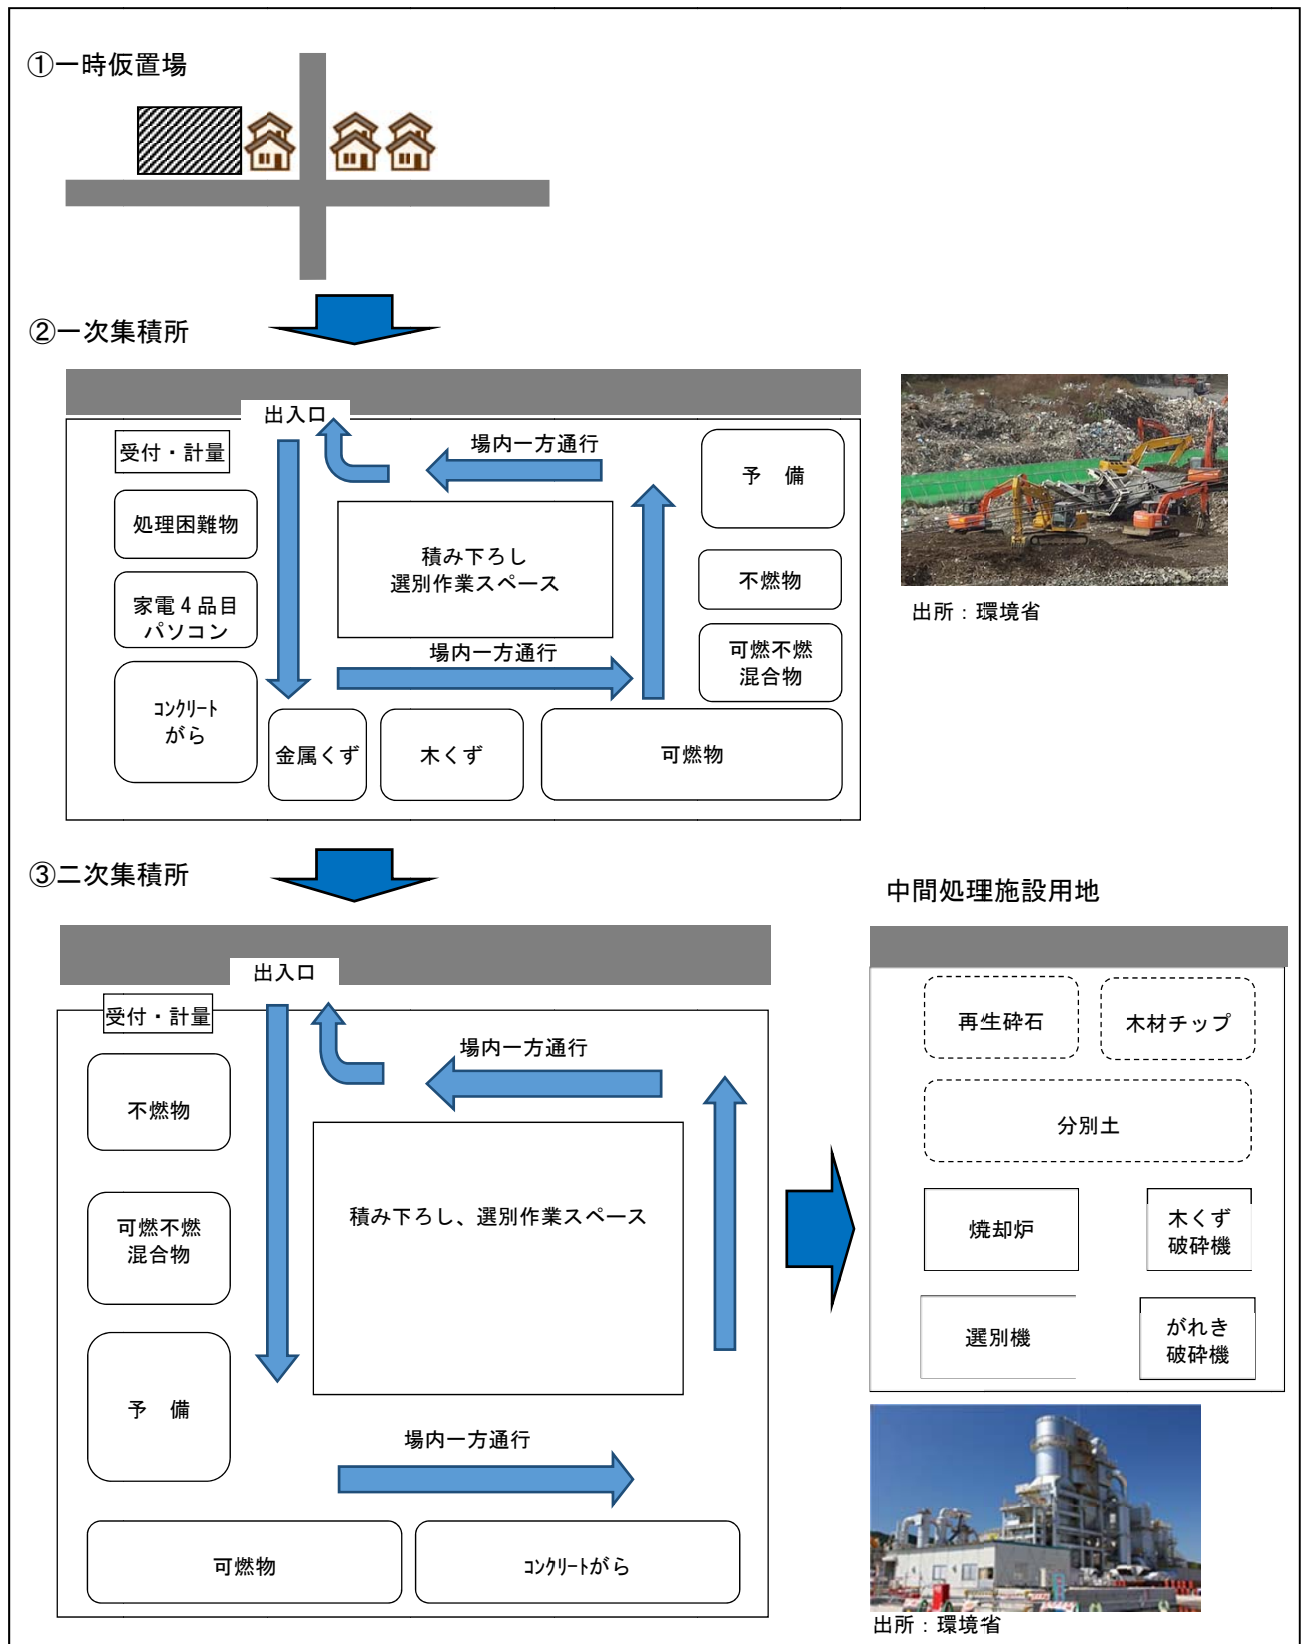 ①一時仮置場
②一次集積所
出入口
受付・計量
場内一方通行
予　備
処理困難物
積み下ろし
選別作業スペース
不燃物
家電４品目
パソコン
場内一方通行
可燃不燃
混合物
ｺﾝｸﾘｰﾄ
がら
金属くず
木くず
可燃物
出所：環境省
③二次集積所
出入口
受付・計量
場内一方通行
不燃物
可燃不燃
混合物
積み下ろし、選別作業スペース
予　備
場内一方通行
可燃物
ｺﾝｸﾘｰﾄがら
中間処理施設用地
再生砕石
木材チップ
分別土
焼却炉
木くず
破砕機
選別機
がれき
破砕機
出所：環境省